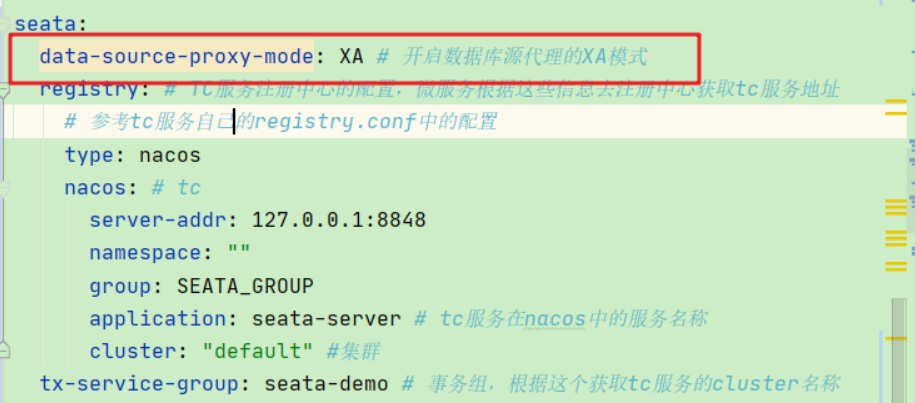 seata:
  data-source-proxy-mode: XA # 开启数据库源代理的XA模式
  registry: # TC服务注册中心的配置，微服务根据这些信息去注册中心获取tc服务地址
    # 参考tc服务自己的registry.conf中的配置
    type: nacos
    nacos: # tc
      server-addr: 127.0.0.1:8848
      namespace: ""
      group: SEATA_GROUP
      application: seata-server # tc服务在nacos中的服务名称
      cluster: "default" #集群
  tx-service-group: seata-demo # 事务组，根据这个获取tc服务的cluster名称